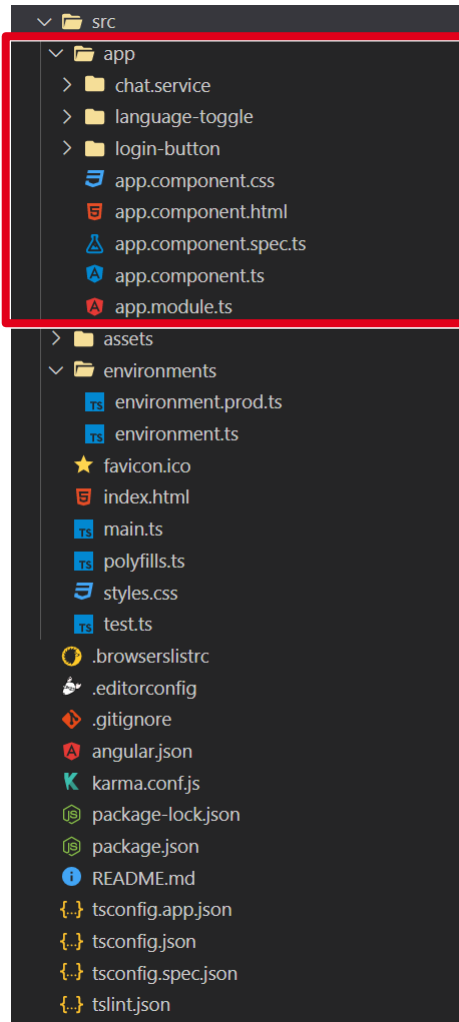 src
app
chat.service
language-toggle
login-button
app.component.css
app.component.html
app.component.spec.ts
app.component.ts
app.module.ts
assets
environments
environment.prod.ts
environment.ts
favicon.ico
index.html
main.ts
polyfills.ts
styles.css
test.ts
.browserslistrc
.editorconfig
.gitignore
angular.json
karma.conf.js
package-lock.json
package.json
README.md
tsconfig.app.json
tsconfig.json
tsconfig.spec.json
tslint.json